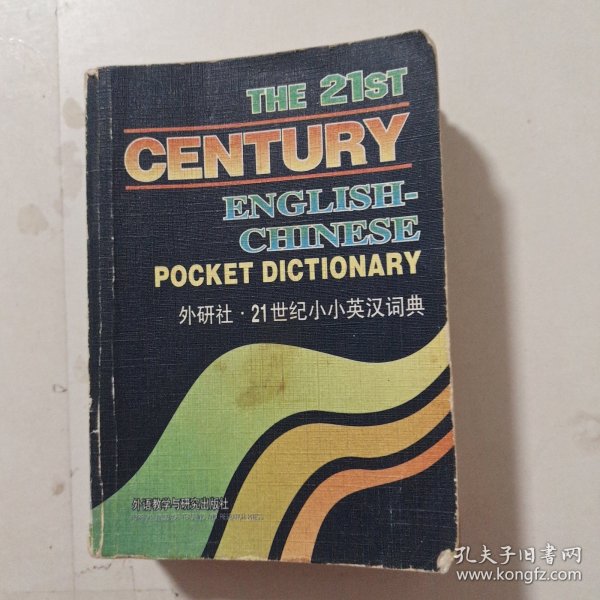 THE 21ST
CENTURY
ENGLISH-
CHINESE
POCKET DICTIONARY
外研社·21世纪小小英汉词典
外语教学与研究出版社
孔夫子旧书网
www.kongfz.com